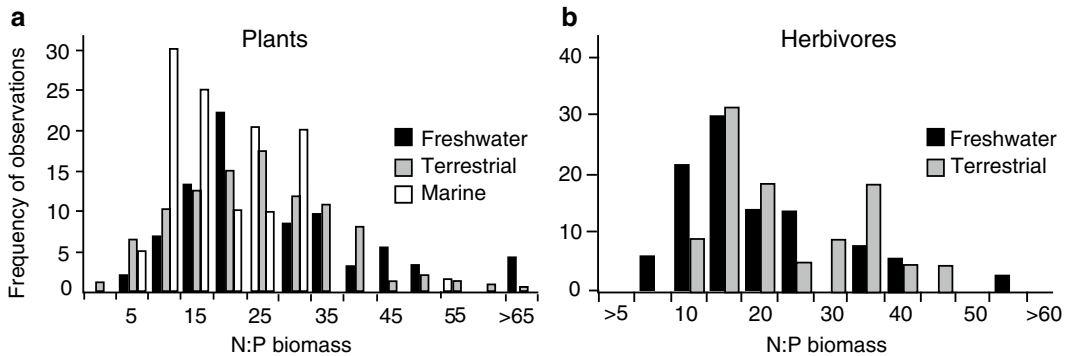 a
Plants
Frequency of observations
30
25
20
15
10
5
0
Freshwater
Terrestrial
Marine
5 15 25 35 45 55 >65
N:P biomass
b
Herbivores
40
30
20
10
0
Freshwater
Terrestrial
>5 10 20 30 40 50 >60
N:P biomass